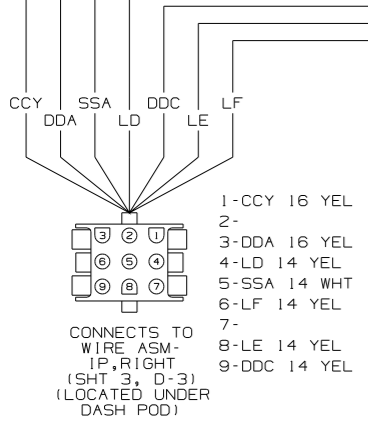 CCY SSA DDC LF
DDA LD LE
3 2 1
6 5 4
9 8 7
CONNECTS TO
WIRE ASM-
IP,RIGHT
(SHT 3, D-3)
(LOCATED UNDER
DASH POD)
1-CCY 16 YEL
2-
3-DDA 16 YEL
4-LD 14 YEL
5-SSA 14 WHT
6-LF 14 YEL
7-
8-LE 14 YEL
9-DDC 14 YEL